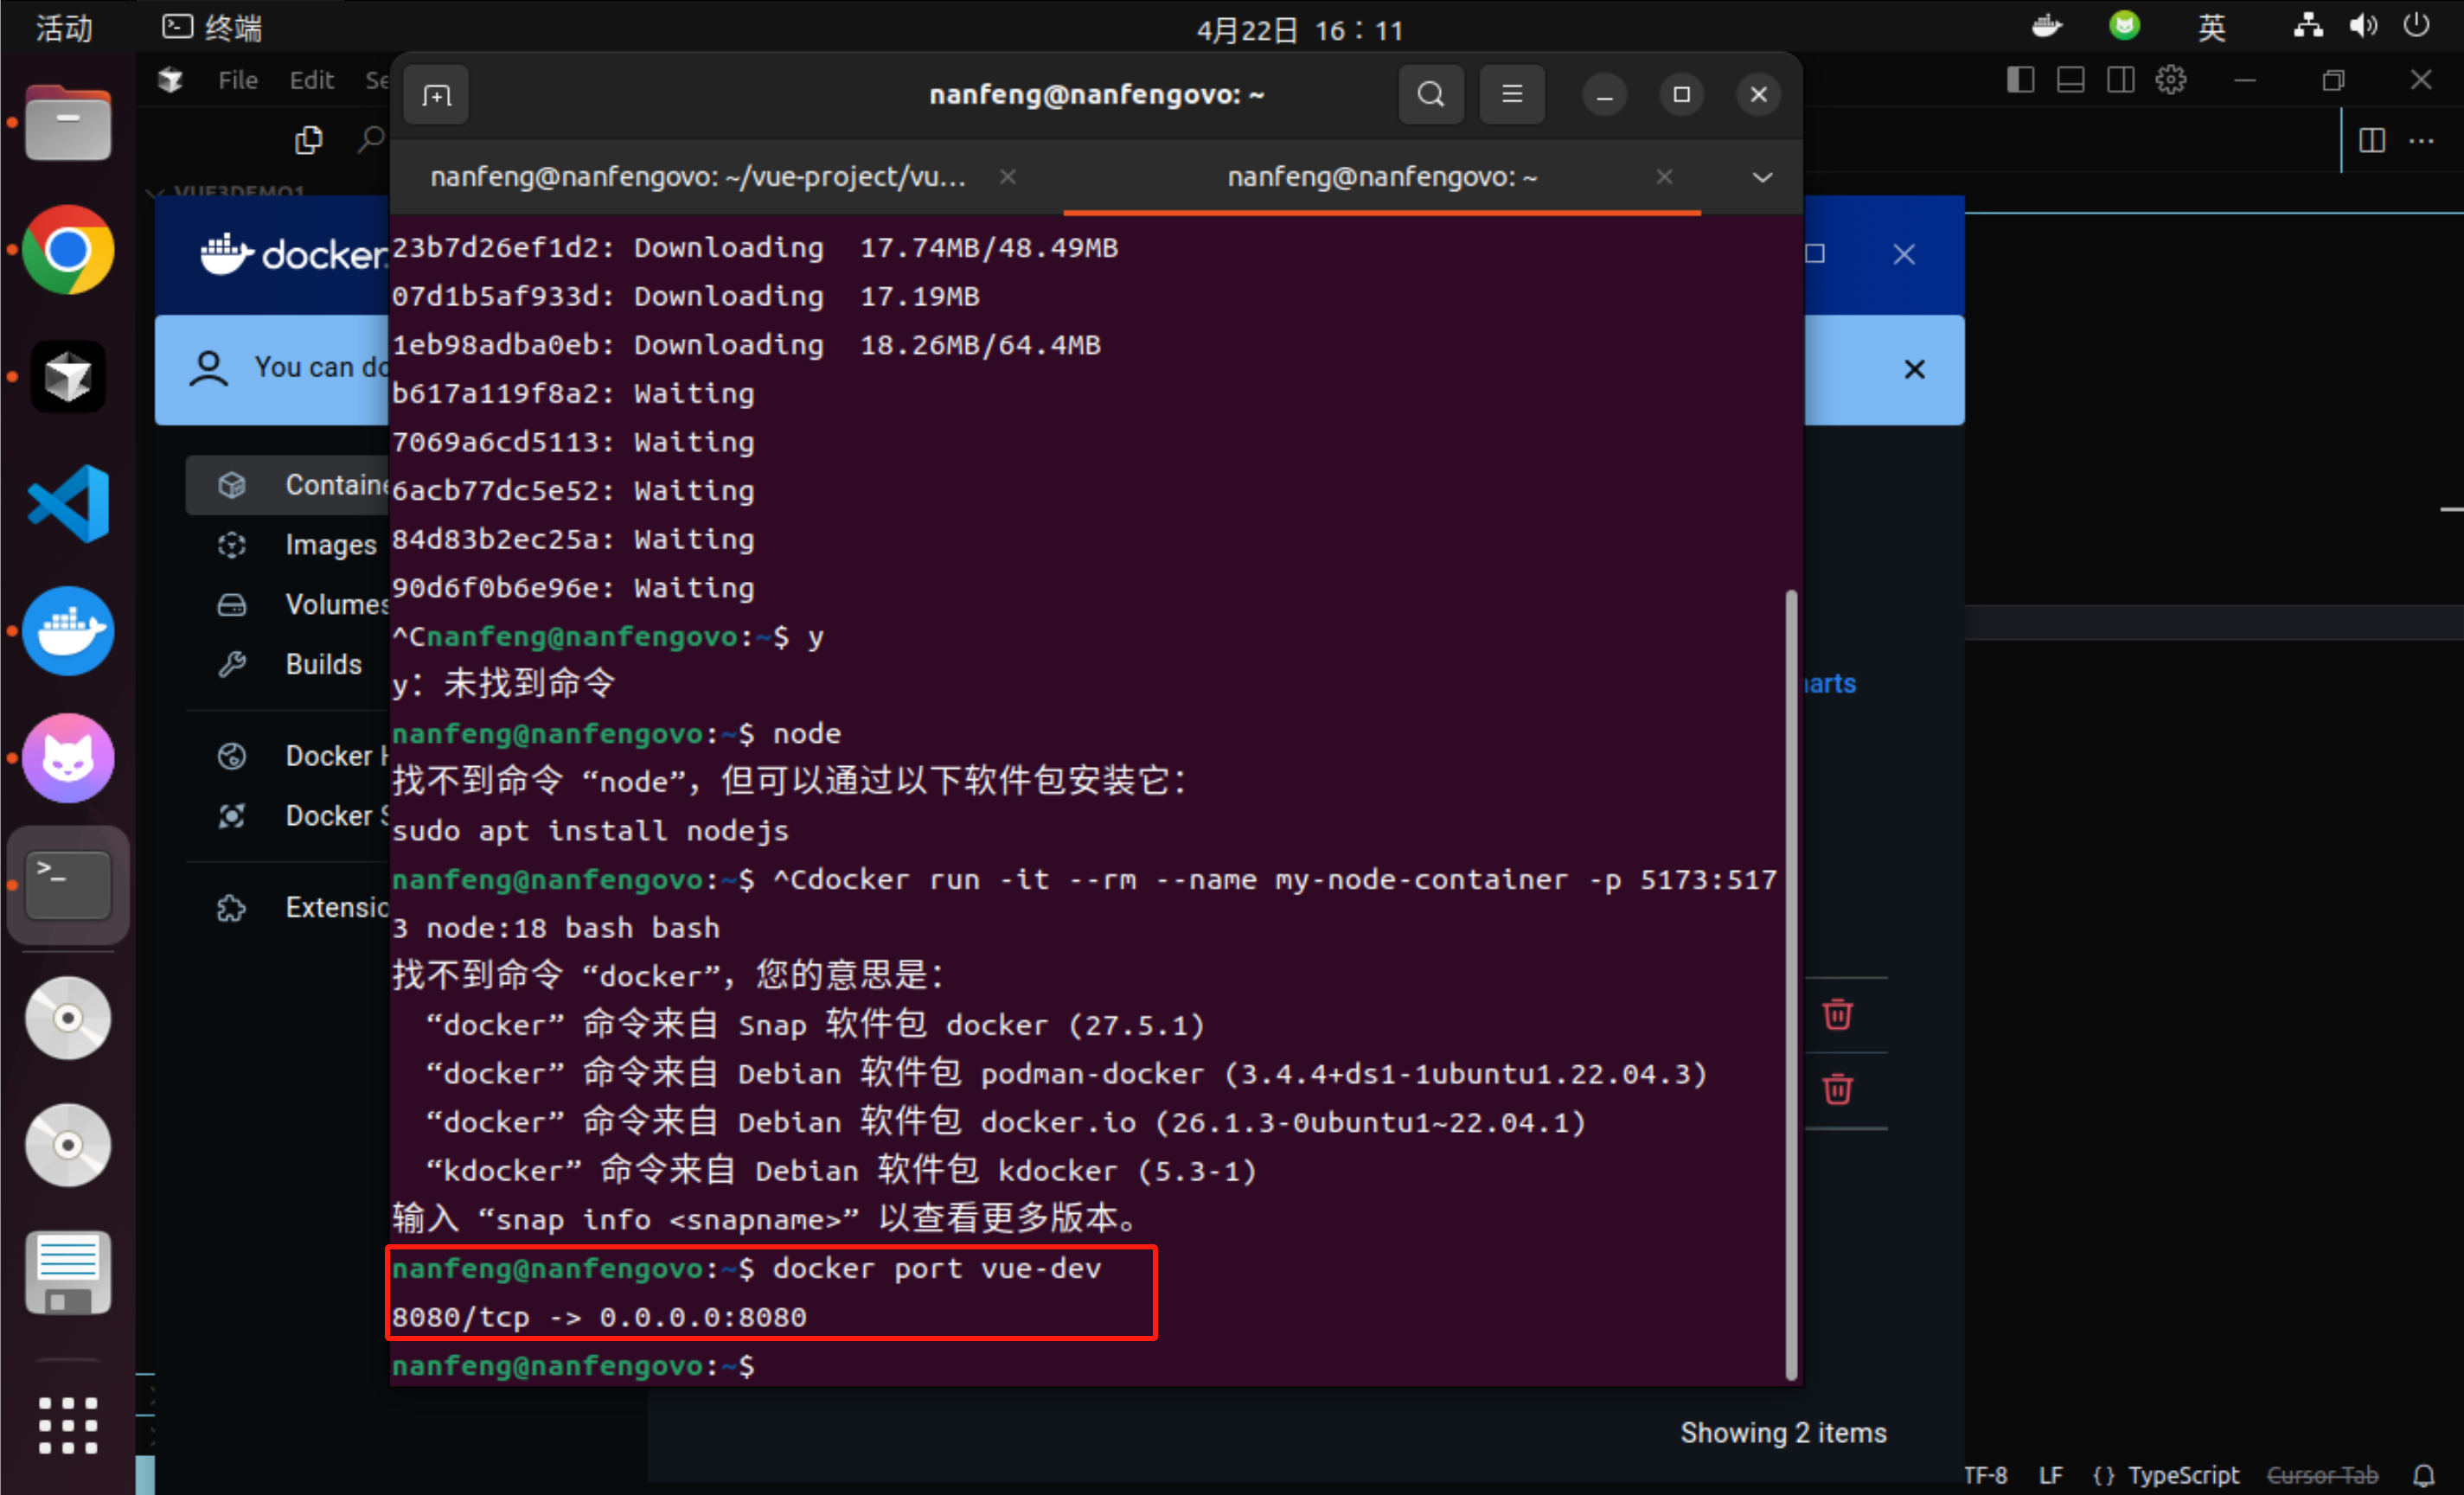 活动
终端
4月22日 16：11
英
File Edit Se
nanfeng@nanfengovo: ~
nanfeng@nanfengovo: ~/vue-project/vu...
nanfeng@nanfengovo: ~
VUE3DEMO1
docker.
You can do
Containe
Images
Volumes
Builds
Docker H
Docker S
Extensio
23b7d26ef1d2: Downloading  17.74MB/48.49MB
07d1b5af933d: Downloading  17.19MB
1eb98adba0eb: Downloading  18.26MB/64.4MB
b617a119f8a2: Waiting
7069a6cd5113: Waiting
6acb77dc5e52: Waiting
84d83b2ec25a: Waiting
90d6f0b6e96e: Waiting
^Cnanfeng@nanfengovo:~$ y
y：未找到命令
nanfeng@nanfengovo:~$ node
找不到命令 “node”，但可以通过以下软件包安装它：
sudo apt install nodejs
nanfeng@nanfengovo:~$ ^Cdocker run -it --rm --name my-node-container -p 5173:517
3 node:18 bash bash
找不到命令 “docker”，您的意思是：
“docker” 命令来自 Snap 软件包 docker (27.5.1)
“docker” 命令来自 Debian 软件包 podman-docker (3.4.4+ds1-1ubuntu1.22.04.3)
“docker” 命令来自 Debian 软件包 docker.io (26.1.3-0ubuntu1~22.04.1)
“kdocker” 命令来自 Debian 软件包 kdocker (5.3-1)
输入 “snap info <snapname>” 以查看更多版本。
nanfeng@nanfengovo:~$ docker port vue-dev
8080/tcp -> 0.0.0.0:8080
nanfeng@nanfengovo:~$
harts
Showing 2 items
TF-8 LF {} TypeScript Cursor Tab